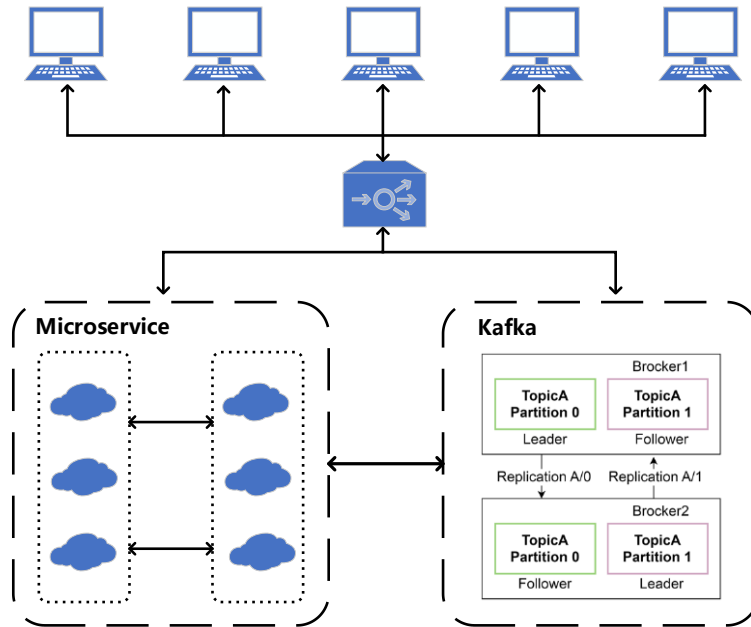 Microservice
Kafka
Brocker1
TopicA
Partition 0
TopicA
Partition 1
Leader
Follower
Replication A/0
Replication A/1
Brocker2
TopicA
Partition 0
TopicA
Partition 1
Follower
Leader